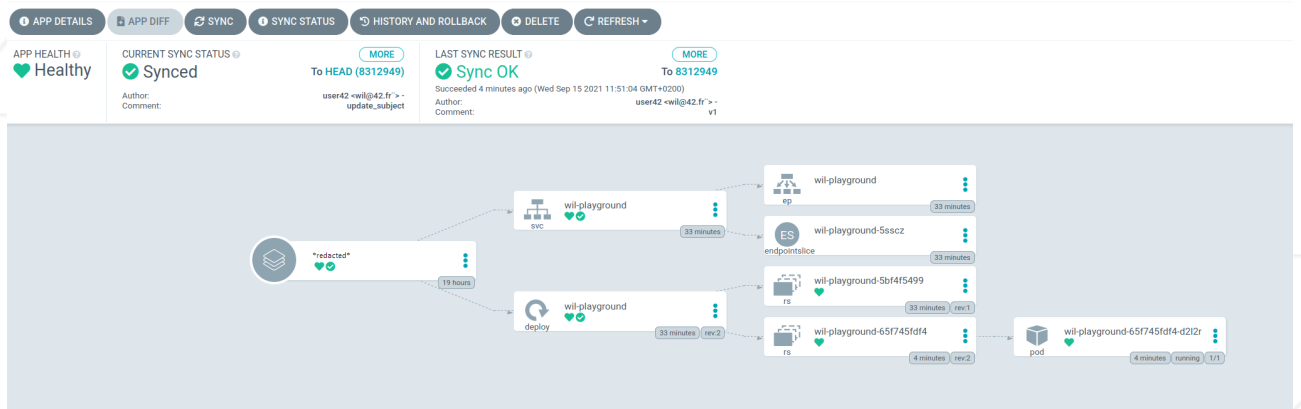 APP DETAILS
APP DIFF
SYNC
SYNC STATUS
HISTORY AND ROLLBACK
DELETE
REFRESH
APP HEALTH
Healthy
CURRENT SYNC STATUS
MORE
Synced
To HEAD (8312949)
Author: user42 <wil@42.fr¨> -
Comment: update_subject
LAST SYNC RESULT
MORE
Sync OK
To 8312949
Succeeded 4 minutes ago (Wed Sep 15 2021 11:51:04 GMT+0200)
Author: user42 <wil@42.fr¨> -
Comment: v1
*redacted*
19 hours
wil-playground
svc
33 minutes
wil-playground
deploy
33 minutes rev:2
wil-playground
ep
33 minutes
ES
wil-playground-5sscz
endpointslice
33 minutes
wil-playground-5bf4f5499
rs
33 minutes rev:1
wil-playground-65f745fdf4
rs
4 minutes rev:2
wil-playground-65f745fdf4-d2l2r
pod
4 minutes running 1/1